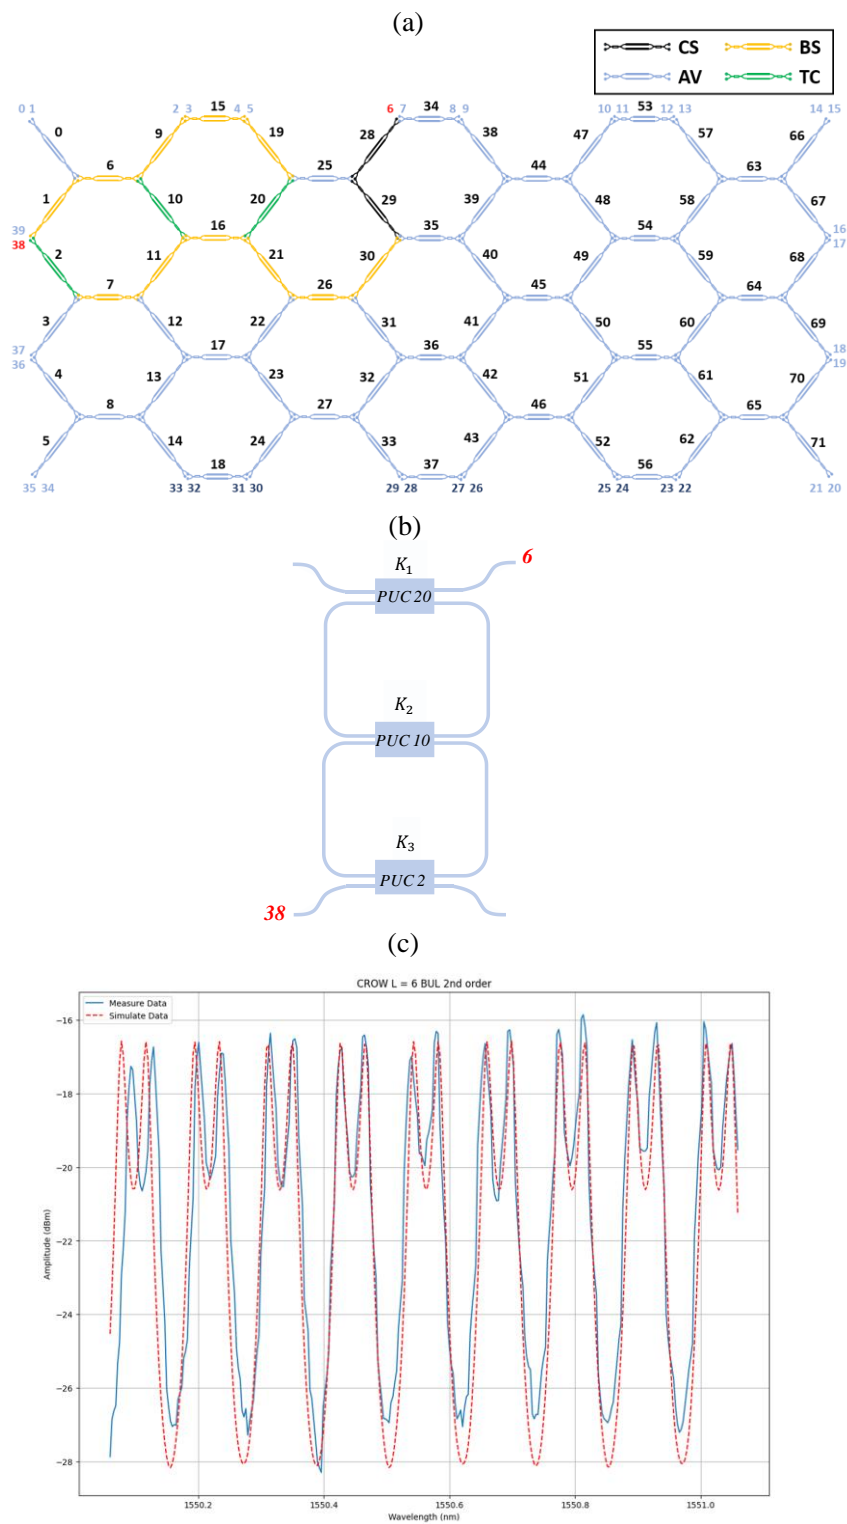 (a)
CS BS
AV TC
0 1 2 3 15 4 5 6 7 34 8 9 10 11 53 12 13 14 15
0 9 19 28 38 47 57 66
6 25 44 63
1 10 20 29 39 48 58 67
39 16 35 54 16
38 17
2 11 21 30 40 49 59 68
7 26 45 64
3 12 22 31 41 50 60 69
37 17 36 55 18
36 19
4 13 23 32 42 51 61 70
8 27 46 65
5 14 24 33 43 52 62 71
18 37 56
35 34 33 32 31 30 29 28 27 26 25 24 23 22 21 20
(b)
K1 6
PUC 20
K2
PUC 10
K3
PUC 2
38
(c)
CROW L = 6 BUL 2nd order
Measure Data
Simulate Data
−16
−18
−20
−22
−24
−26
−28
Amplitude (dBm)
1550.2 1550.4 1550.6 1550.8 1551.0
Wavelength (nm)